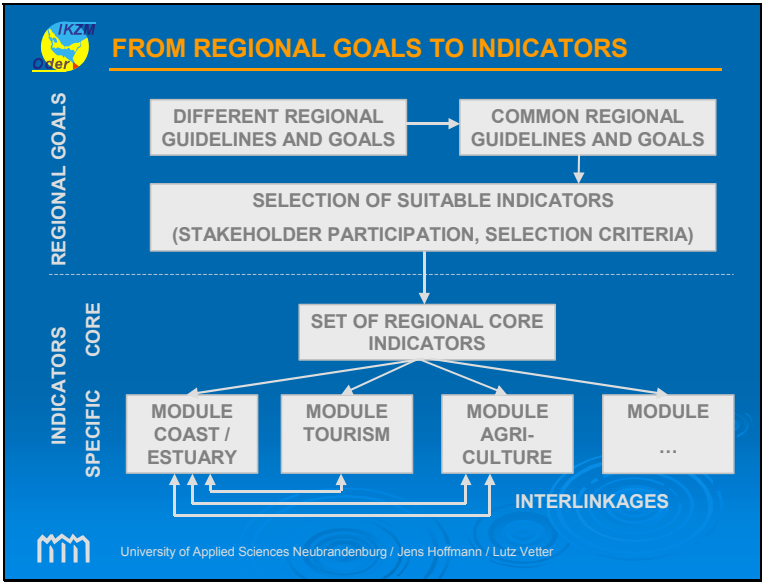 IKZM
Oder
FROM REGIONAL GOALS TO INDICATORS
REGIONAL GOALS
DIFFERENT REGIONAL
GUIDELINES AND GOALS
COMMON REGIONAL
GUIDELINES AND GOALS
SELECTION OF SUITABLE INDICATORS
(STAKEHOLDER PARTICIPATION, SELECTION CRITERIA)
INDICATORS
CORE
SET OF REGIONAL CORE
INDICATORS
SPECIFIC
MODULE
COAST /
ESTUARY
MODULE
TOURISM
MODULE
AGRI-
CULTURE
MODULE
...
INTERLINKAGES
University of Applied Sciences Neubrandenburg / Jens Hoffmann / Lutz Vetter